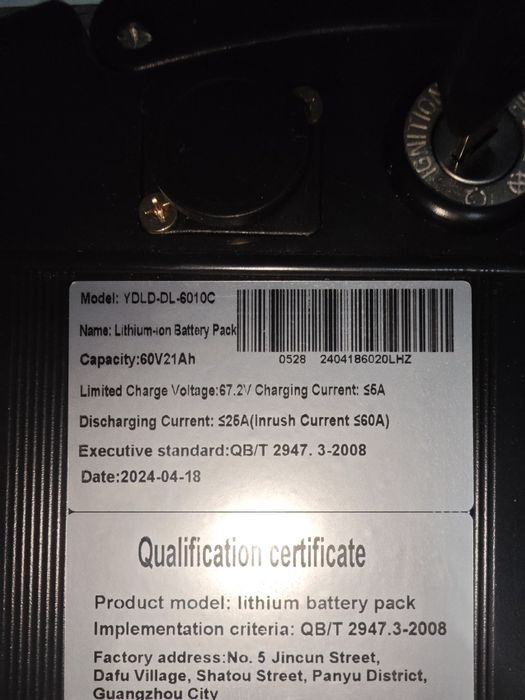 IGNITION
Model: YDLD-DL-6010C
Name: Lithium-ion Battery Pack
Capacity:60V21Ah
0528 2404186020LHZ
Limited Charge Voltage:67.2V Charging Current: ≤5A
Discharging Current: ≤25A(Inrush Current ≤60A)
Executive standard:QB/T 2947. 3-2008
Date:2024-04-18
Qualification certificate
Product model: lithium battery pack
Implementation criteria: QB/T 2947.3-2008
Factory address:No. 5 Jincun Street,
Dafu Village, Shatou Street, Panyu District,
Guangzhou City